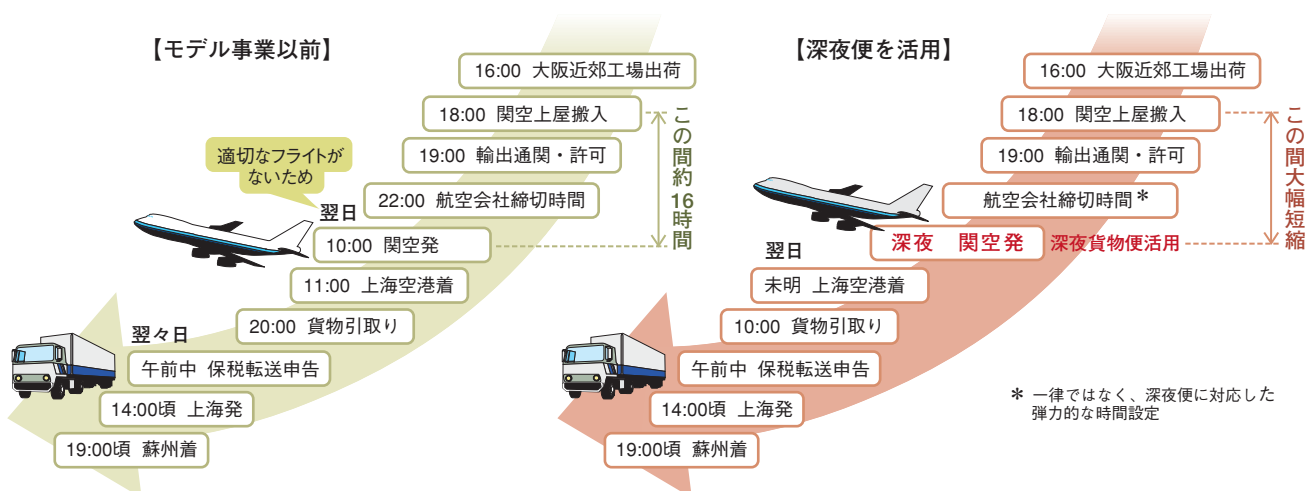 【モデル事業以前】
16:00 大阪近郊工場出荷
18:00 関空上屋搬入
19:00 輸出通関・許可
22:00 航空会社締切時間
この間約16時間
適切なフライトが
ないため
翌日
10:00 関空発
11:00 上海空港着
20:00 貨物引取り
翌々日
午前中 保税転送申告
14:00頃 上海発
19:00頃 蘇州着
【深夜便を活用】
16:00 大阪近郊工場出荷
18:00 関空上屋搬入
19:00 輸出通関・許可
航空会社締切時間*
この間大幅短縮
深夜 関空発
深夜貨物便活用
翌日
未明 上海空港着
10:00 貨物引取り
午前中 保税転送申告
14:00頃 上海発
19:00頃 蘇州着
* 一律ではなく、深夜便に対応した
弾力的な時間設定